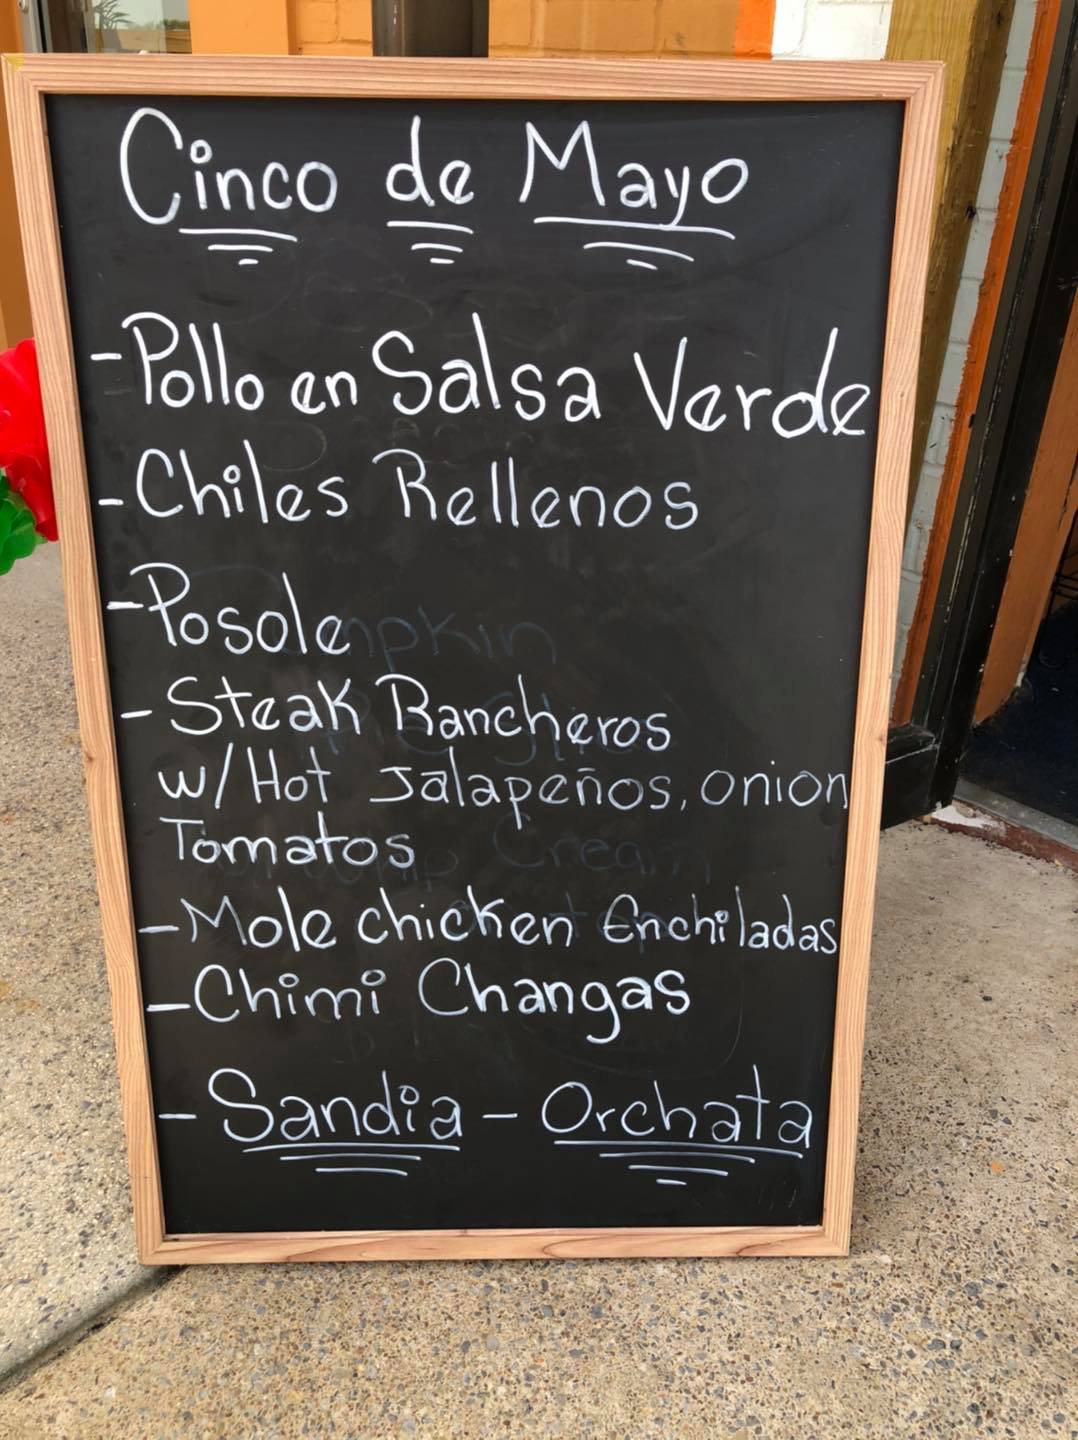 Cinco de Mayo
- Pollo en Salsa Verde
- Chiles Rellenos
- Posole
- Steak Rancheros
w/Hot Jalapeños, onion
Tomatos
- Mole chicken Enchiladas
- Chimi Changas
- Sandia - Orchata